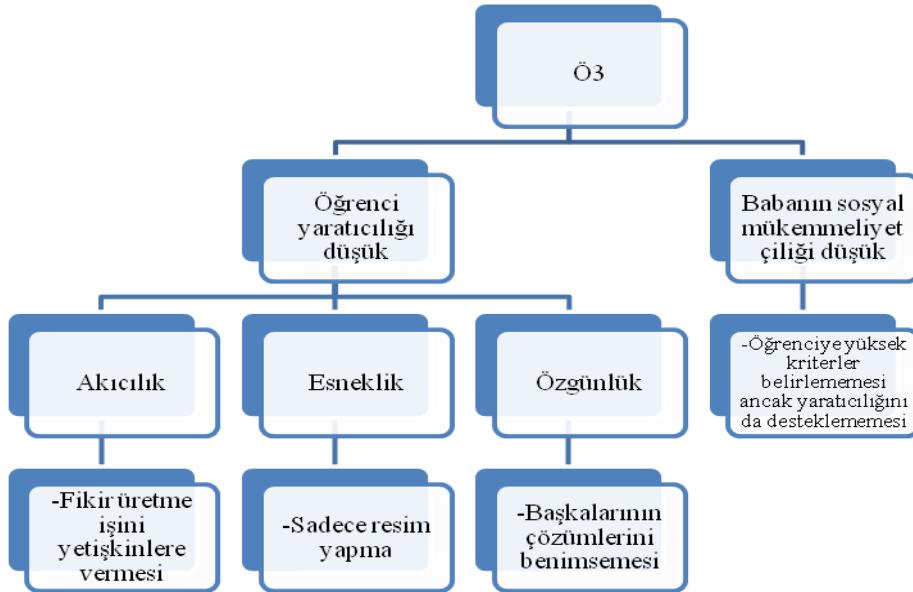 Ö3
Öğrenci
yaratıcılığı
düşük
Babanın sosyal
mükemmeliyet
çiliği düşük
Akıcılık
Esneklik
Özgünlük
-Öğrenciye yüksek
kriterler
belirlememesi
ancak yaratıcılığını
da desteklememesi
-Fikir üretme
işini
yetişkinlere
vermesi
-Sadece resim
yapma
-Başkalarının
çözümlerini
benimsemesi